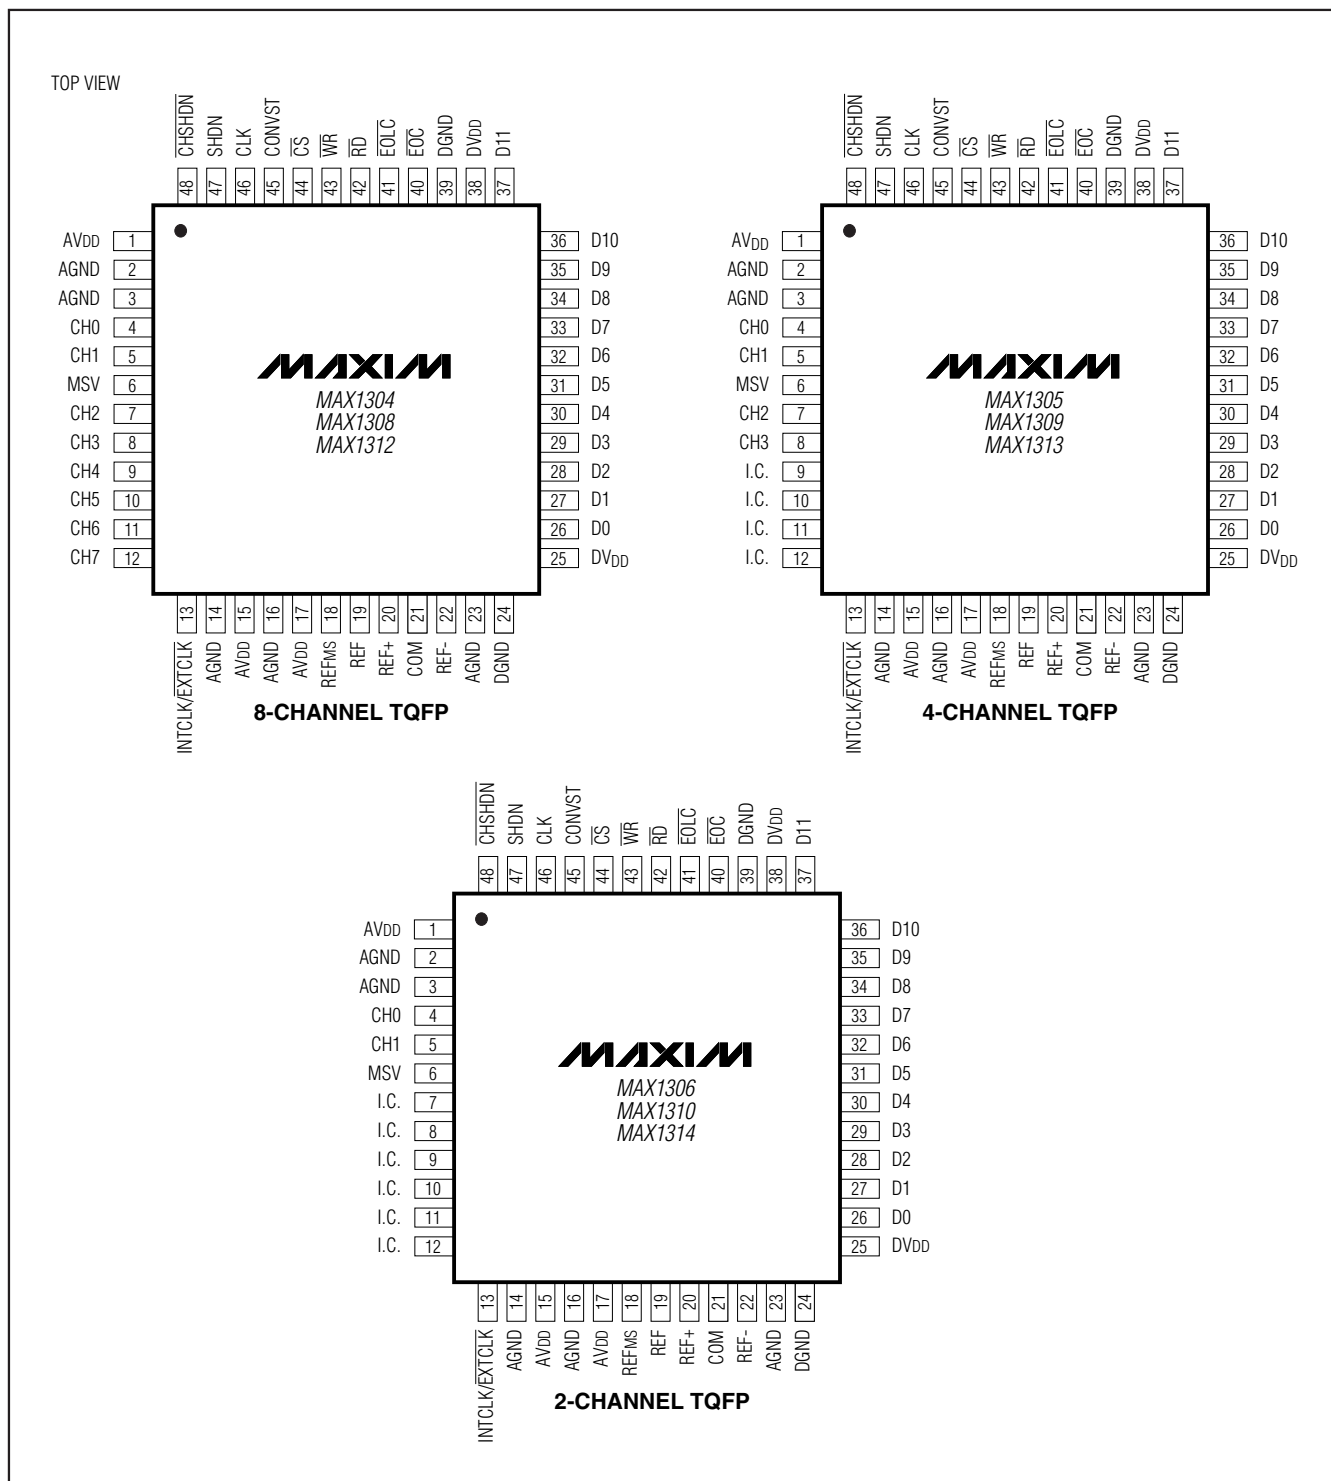 TOP VIEW
CHSHDN SHDN CLK CONVST CS WR RD EOLC EOC DGND DVDD D11
48 47 46 45 44 43 42 41 40 39 38 37
AVDD 1
AGND 2
AGND 3
CH0 4
CH1 5
MSV 6
CH2 7
CH3 8
CH4 9
CH5 10
CH6 11
CH7 12
MAXIM
MAX1304
MAX1308
MAX1312
36 D10
35 D9
34 D8
33 D7
32 D6
31 D5
30 D4
29 D3
28 D2
27 D1
26 D0
25 DVDD
13 14 15 16 17 18 19 20 21 22 23 24
INTCLK/EXTCLK AGND AVDD AGND AVDD REFMS REF REF+ COM REF- AGND DGND
8-CHANNEL TQFP
CHSHDN SHDN CLK CONVST CS WR RD EOLC EOC DGND DVDD D11
48 47 46 45 44 43 42 41 40 39 38 37
AVDD 1
AGND 2
AGND 3
CH0 4
CH1 5
MSV 6
CH2 7
CH3 8
I.C. 9
I.C. 10
I.C. 11
I.C. 12
MAXIM
MAX1305
MAX1309
MAX1313
36 D10
35 D9
34 D8
33 D7
32 D6
31 D5
30 D4
29 D3
28 D2
27 D1
26 D0
25 DVDD
13 14 15 16 17 18 19 20 21 22 23 24
INTCLK/EXTCLK AGND AVDD AGND AVDD REFMS REF REF+ COM REF- AGND DGND
4-CHANNEL TQFP
CHSHDN SHDN CLK CONVST CS WR RD EOLC EOC DGND DVDD D11
48 47 46 45 44 43 42 41 40 39 38 37
AVDD 1
AGND 2
AGND 3
CH0 4
CH1 5
MSV 6
I.C. 7
I.C. 8
I.C. 9
I.C. 10
I.C. 11
I.C. 12
MAXIM
MAX1306
MAX1310
MAX1314
36 D10
35 D9
34 D8
33 D7
32 D6
31 D5
30 D4
29 D3
28 D2
27 D1
26 D0
25 DVDD
13 14 15 16 17 18 19 20 21 22 23 24
INTCLK/EXTCLK AGND AVDD AGND AVDD REFMS REF REF+ COM REF- AGND DGND
2-CHANNEL TQFP